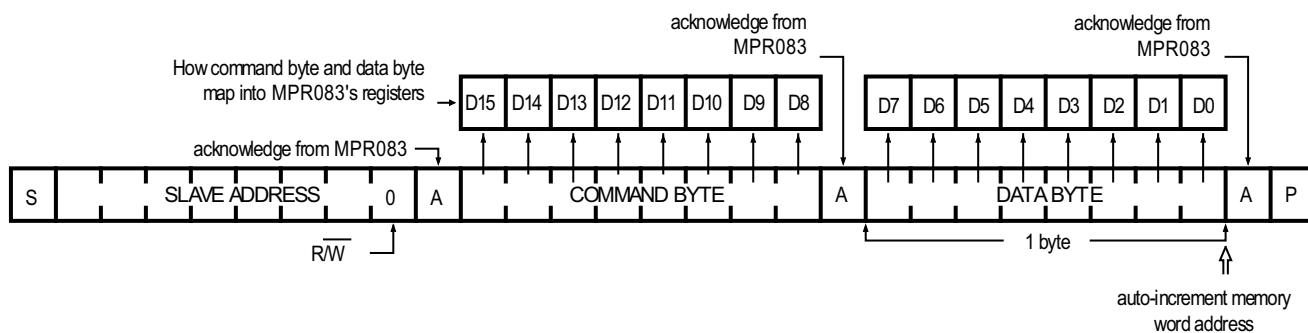 acknowledge from
MPR083
acknowledge from
MPR083
How command byte and data byte
map into MPR083's registers
D15 D14 D13 D12 D11 D10 D9 D8
D7 D6 D5 D4 D3 D2 D1 D0
acknowledge from MPR083
S SLAVE ADDRESS 0 A COMMAND BYTE A DATA BYTE A P
R/W̅
1 byte
auto-increment memory
word address